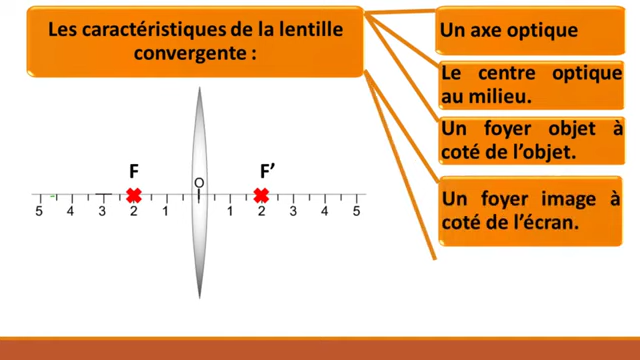 Les caractéristiques de la lentille
convergente :
Un axe optique
Le centre optique
au milieu.
Un foyer objet à
coté de l'objet.
Un foyer image à
coté de l'écran.
F F'
O
5 4 3 2 1 1 2 3 4 5